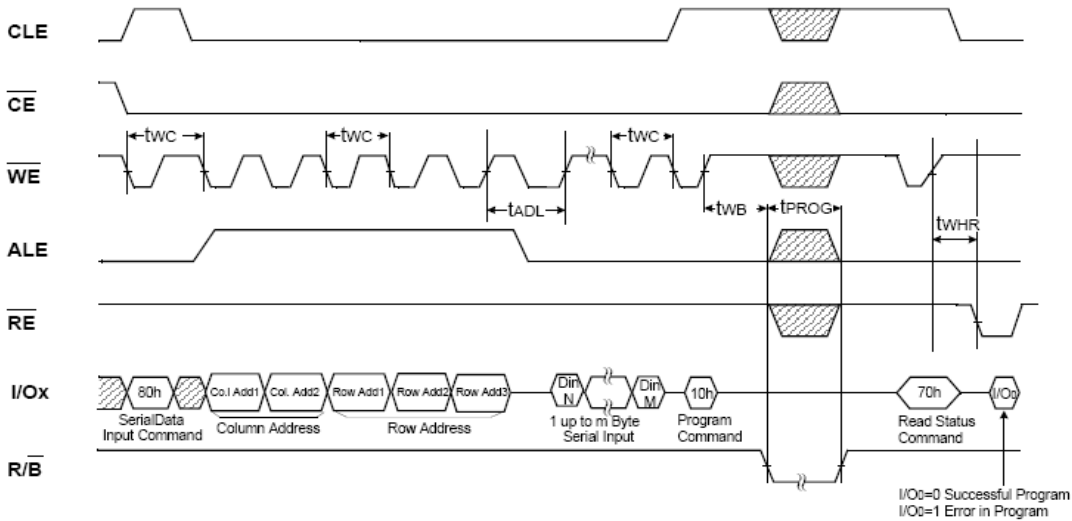 CLE
CE
tWC
tWC
tWC
WE
tADL
tWB
tPROG
tWHR
ALE
RE
I/Ox
80h
Co.l Add1
Col. Add2
Row Add1
Row Add2
Row Add3
Din
N
Din
M
10h
70h
I/O0
SerialData
Input Command
Column Address
Row Address
1 up to m Byte
Serial Input
Program
Command
Read Status
Command
R/B
I/O0=0 Successful Program
I/O0=1 Error in Program